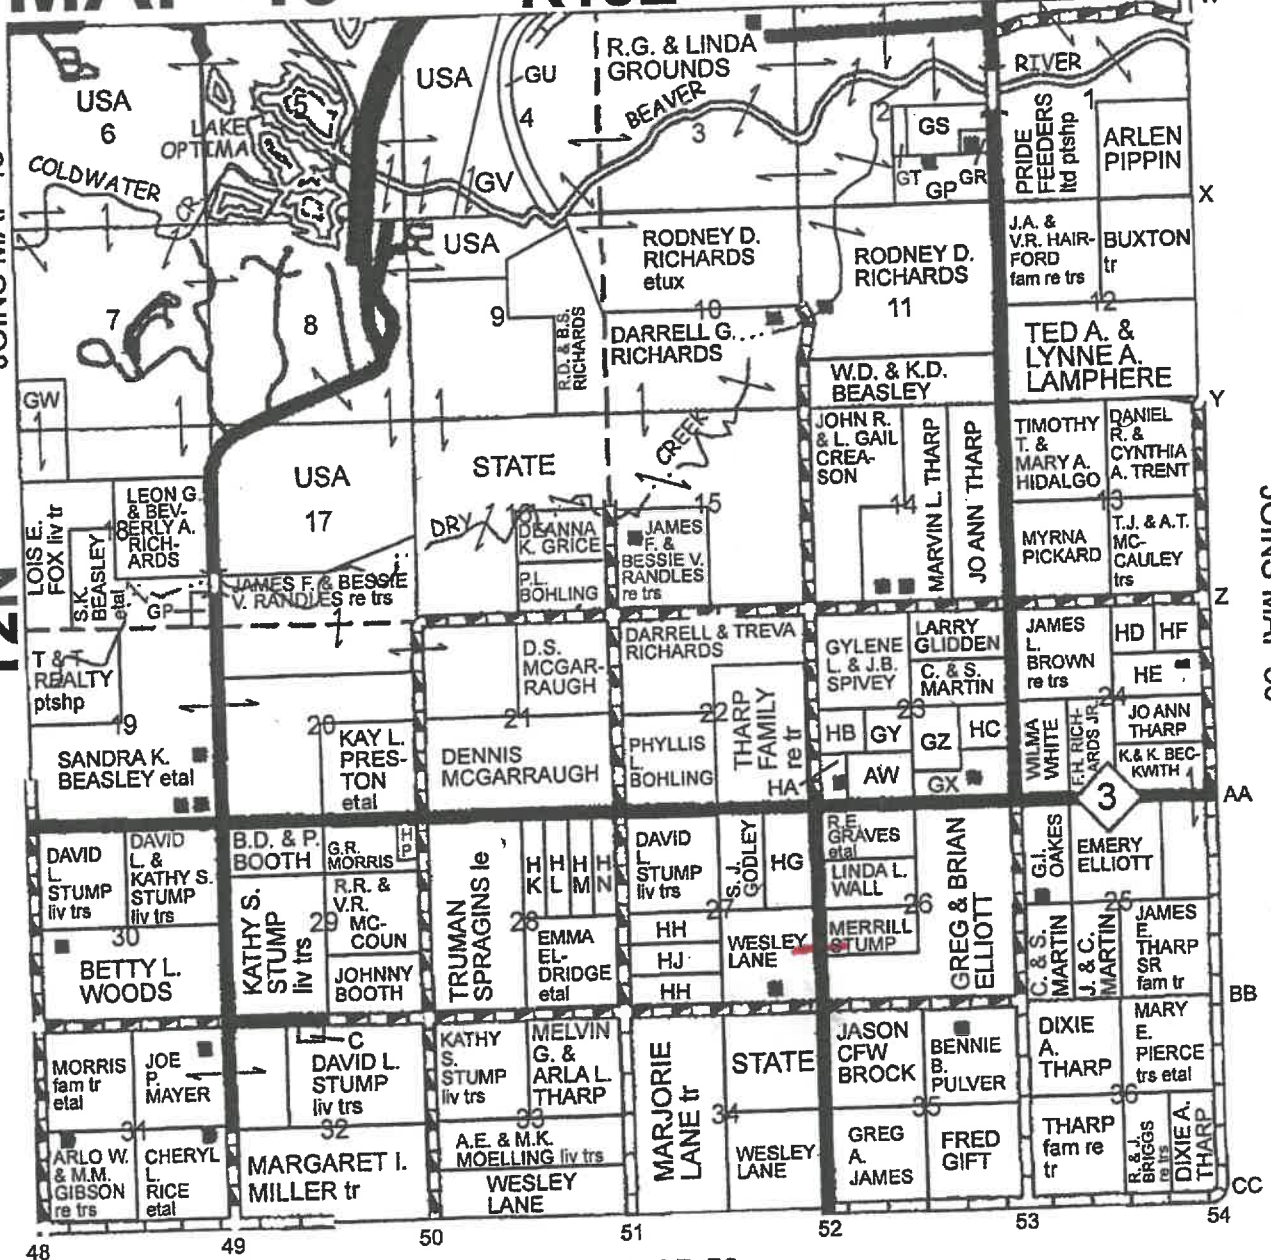 USA
6
5
LAKE
OPTIMA
COLDWATER
CR.
USA
GU
4
GV
R.G. & LINDA
GROUNDS
BEAVER
3
RIVER
2
GS
GT
GP
GR
1
PRIDE
FEEDERS
ltd ptshp
ARLEN
PIPPIN
X
7
8
GW
USA
9
R.D. & B.S.
RICHARDS
RODNEY D.
RICHARDS
etux
10
DARRELL G.
RICHARDS
RODNEY D.
RICHARDS
11
W.D. & K.D.
BEASLEY
J.A. &
V.R. HAIR-
FORD
fam re trs
BUXTON
tr
12
TED A. &
LYNNE A.
LAMPHERE
Y
LOIS E.
FOX liv tr
S.K.
BEASLEY
etal
18
LEON G.
& BEV-
ERLY A.
RICH-
ARDS
GP
USA
17
JAMES F. & BESSIE
V. RANDLES re trs
STATE
DRY
CREEK
16
DEANNA
K. GRICE
P.L.
BOHLING
15
JAMES
F. &
BESSIE V.
RANDLES
re trs
JOHN R.
& L. GAIL
CREA-
SON
14
MARVIN L. THARP
JO ANN THARP
TIMOTHY
T. &
MARY A.
HIDALGO
DANIEL
R. &
CYNTHIA
A. TRENT
13
MYRNA
PICKARD
T.J. & A.T.
MC-
CAULEY
trs
Z
T2N
T & T
REALTY
ptshp
19
SANDRA K.
BEASLEY etal
20
KAY L.
PRES-
TON
etal
D.S.
MCGAR-
RAUGH
21
DENNIS
MCGARRAUGH
DARRELL & TREVA
RICHARDS
22
PHYLLIS
L.
BOHLING
THARP
FAMILY
re tr
HA
GYLENE
L. & J.B.
SPIVEY
LARRY
GLIDDEN
C. & S.
MARTIN
23
HB
GY
GZ
HC
AW
GX
JAMES
L.
BROWN
re trs
HD
HF
HE
24
WILMA
WHITE
F.H. RICH-
ARDS JR.
JO ANN
THARP
K.& K. BEC-
KWITH
3
AA
DAVID
L.
STUMP
liv trs
DAVID
L. &
KATHY S.
STUMP
liv trs
30
BETTY L.
WOODS
B.D. & P.
BOOTH
G.R.
MORRIS
HP
KATHY S.
STUMP
liv trs
29
R.R. &
V.R.
MC-
COUN
JOHNNY
BOOTH
TRUMAN
SPRAGINS le
HK
HL
HM
HN
28
EMMA
EL-
DRIDGE
etal
DAVID
L.
STUMP
liv trs
S.J.
GODLEY
HG
27
HH
HJ
HH
WESLEY
LANE
R.E.
GRAVES
etal
LINDA L.
WALL
26
MERRILL
STUMP
GREG & BRIAN
ELLIOTT
G.I.
OAKES
EMERY
ELLIOTT
25
C. & S.
MARTIN
J. & C.
MARTIN
JAMES
E.
THARP
SR
fam tr
BB
MORRIS
fam tr
etal
JOE
P.
MAYER
31
ARLO W.
& M.M.
GIBSON
re trs
CHERYL
L.
RICE
etal
C
DAVID L.
STUMP
liv trs
32
MARGARET I.
MILLER tr
KATHY
S.
STUMP
liv trs
MELVIN
G. &
ARLA L.
THARP
33
A.E. & M.K.
MOELLING liv trs
WESLEY
LANE
MARJORIE
LANE tr
STATE
34
WESLEY
LANE
JASON
CFW
BROCK
BENNIE
B.
PULVER
35
GREG
A.
JAMES
FRED
GIFT
DIXIE
A.
THARP
MARY
E.
PIERCE
trs etal
36
THARP
fam re
tr
R. & J.
BRIGGS
re trs
DIXIE A.
THARP
CC
48
49
50
51
52
53
54